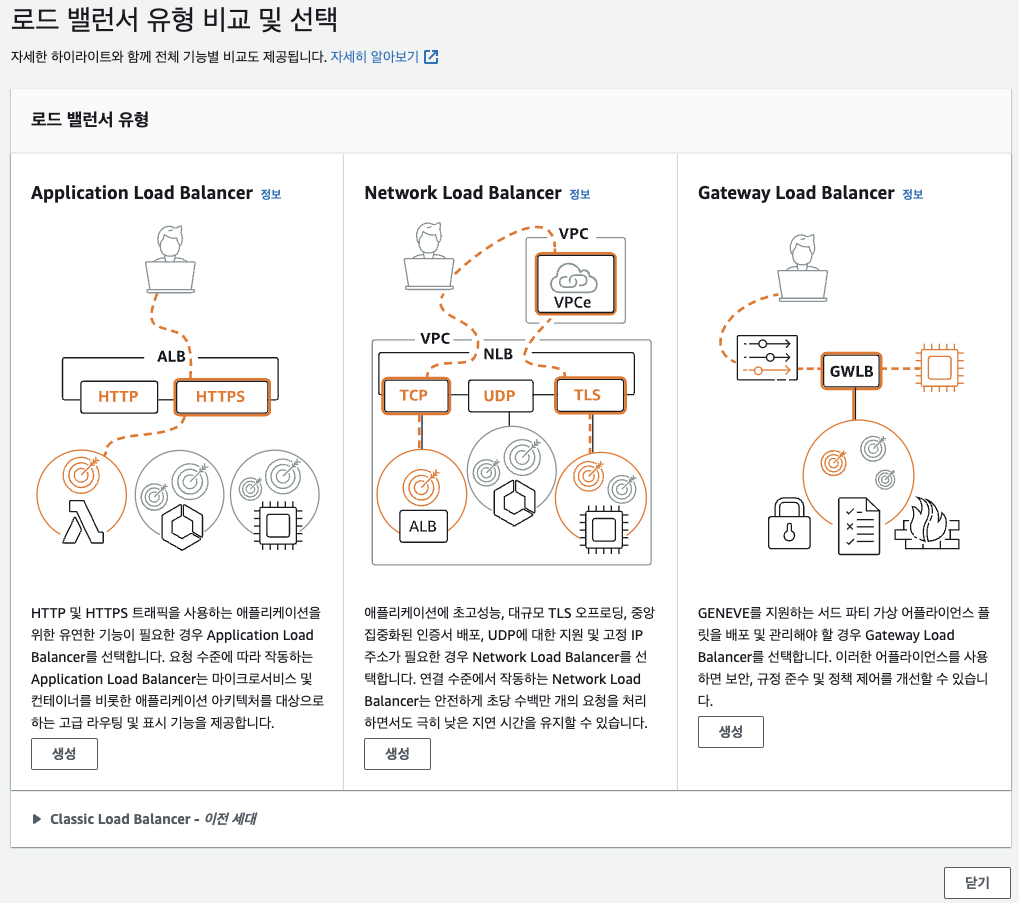 로드 밸런서 유형 비교 및 선택
자세한 하이라이트와 함께 전체 기능별 비교도 제공됩니다. 자세히 알아보기
로드 밸런서 유형
Application Load Balancer 정보
ALB
HTTP
HTTPS
HTTP 및 HTTPS 트래픽을 사용하는 애플리케이션을
위한 유연한 기능이 필요한 경우 Application Load
Balancer를 선택합니다. 요청 수준에 따라 작동하는
Application Load Balancer는 마이크로서비스 및
컨테이너를 비롯한 애플리케이션 아키텍처를 대상으로
하는 고급 라우팅 및 표시 기능을 제공합니다.
생성
Network Load Balancer 정보
VPC
VPCe
VPC
NLB
TCP
UDP
TLS
ALB
애플리케이션에 초고성능, 대규모 TLS 오프로딩, 중앙
집중화된 인증서 배포, UDP에 대한 지원 및 고정 IP
주소가 필요한 경우 Network Load Balancer를 선
택합니다. 연결 수준에서 작동하는 Network Load
Balancer는 안전하게 초당 수백만 개의 요청을 처리
하면서도 극히 낮은 지연 시간을 유지할 수 있습니다.
생성
Gateway Load Balancer 정보
GWLB
GENEVE를 지원하는 서드 파티 가상 어플라이언스 플
릿을 배포 및 관리해야 할 경우 Gateway Load
Balancer를 선택합니다. 이러한 어플라이언스를 사용
하면 보안, 규정 준수 및 정책 제어를 개선할 수 있습니
다.
생성
Classic Load Balancer - 이전 세대
닫기